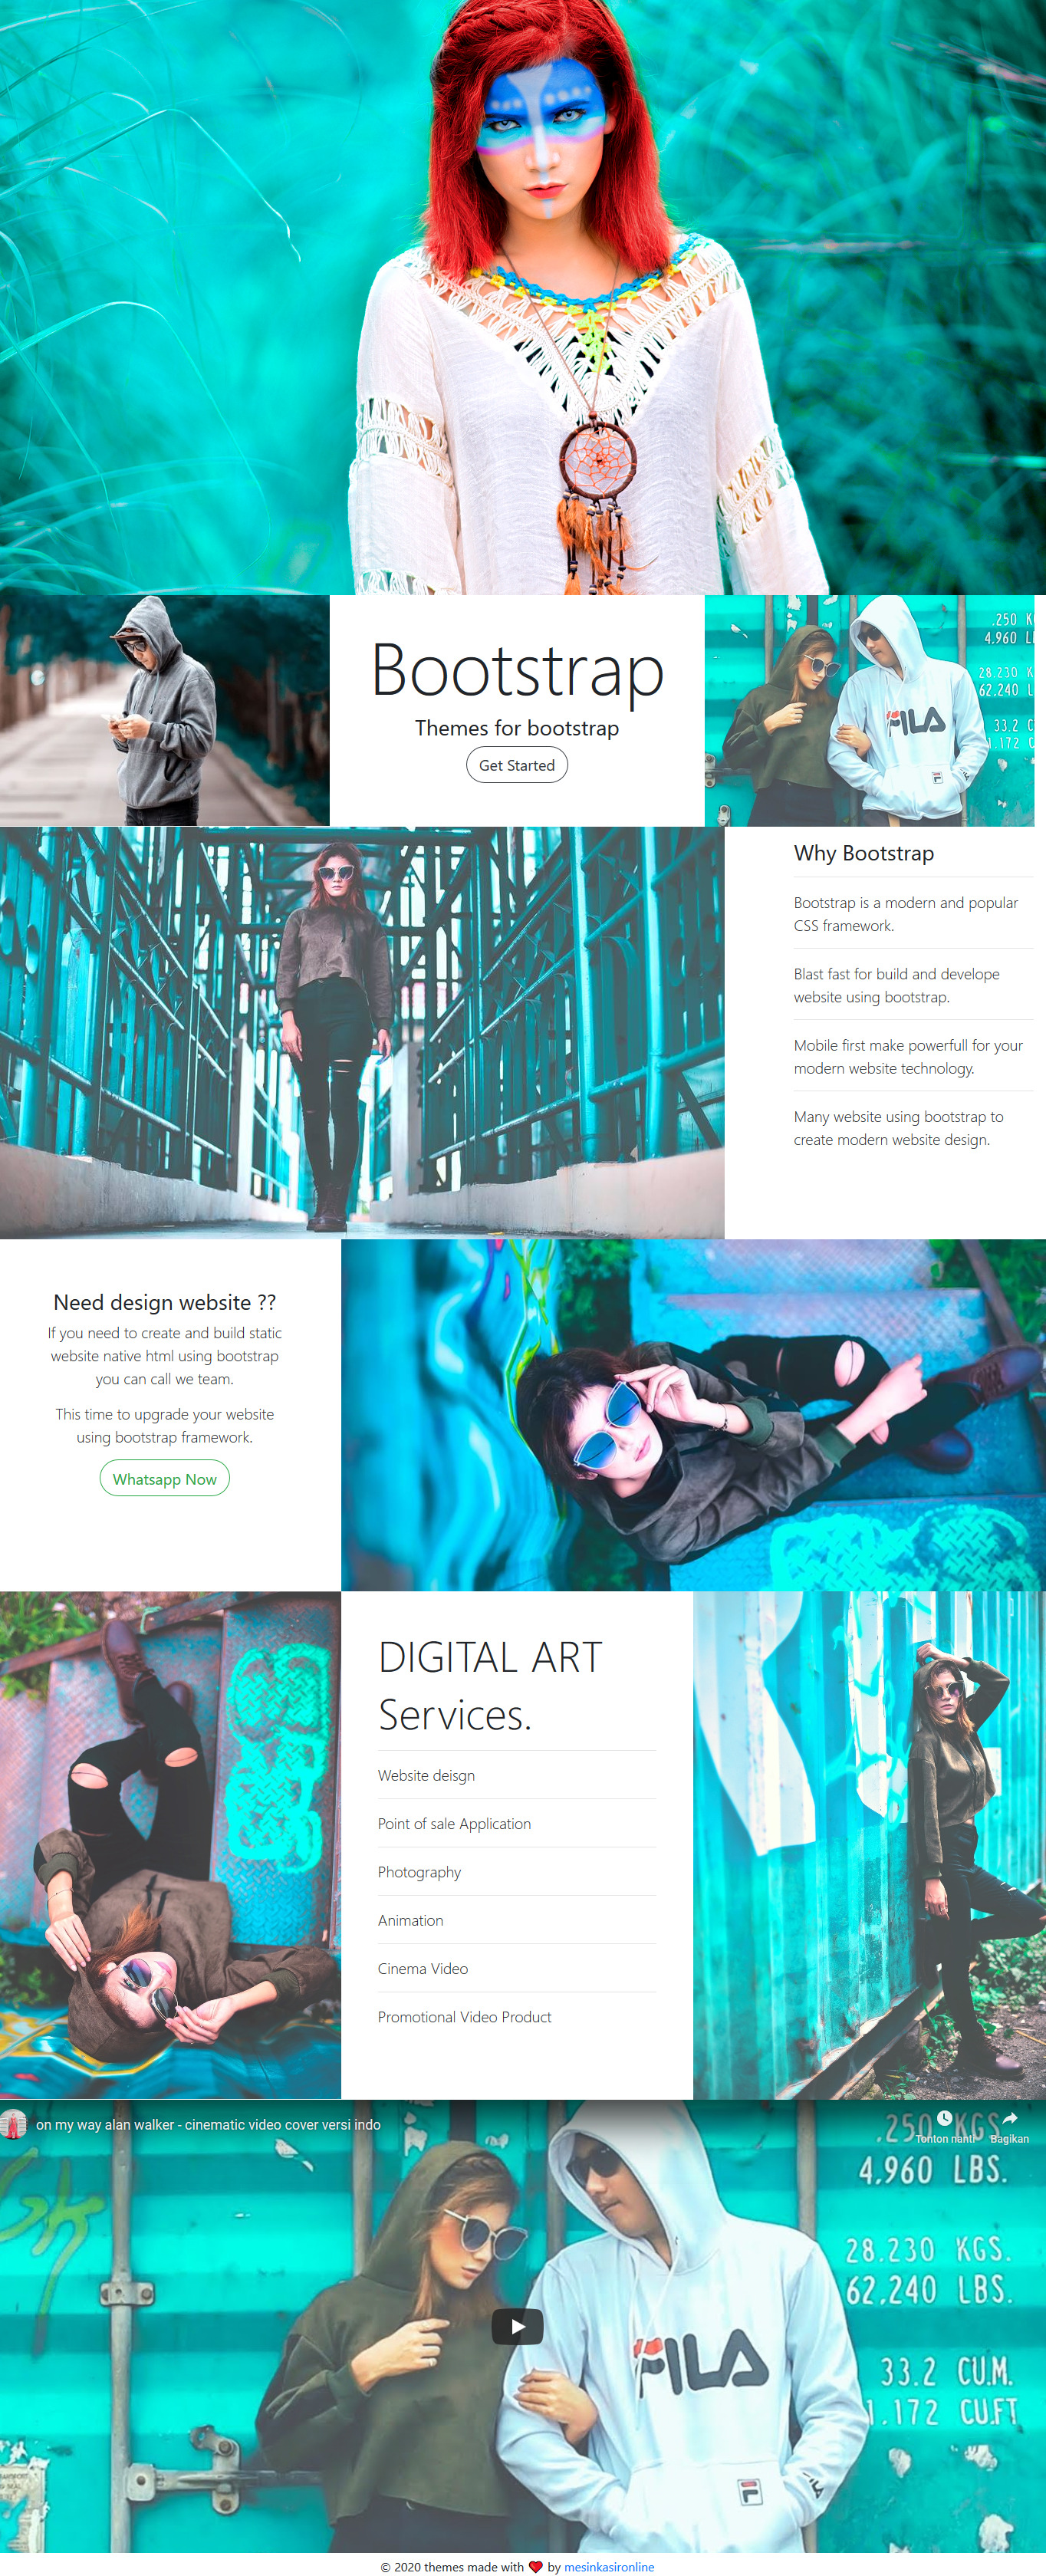 Bootstrap
Themes for bootstrap
Get Started
.250 K
4.960 L
28.230 K
62.240 L
33.2 C
1.172 C
FILA
Why Bootstrap
Bootstrap is a modern and popular
CSS framework.
Blast fast for build and develope
website using bootstrap.
Mobile first make powerfull for your
modern website technology.
Many website using bootstrap to
create modern website design.
Need design website ??
If you need to create and build static
website native html using bootstrap
you can call we team.
This time to upgrade your website
using bootstrap framework.
Whatsapp Now
DIGITAL ART
Services.
Website deisgn
Point of sale Application
Photography
Animation
Cinema Video
Promotional Video Product
on my way alan walker - cinematic video cover versi indo
Tonton nanti
Bagikan
.250 KGS.
4,960 LBS.
28.230 KGS.
62,240 LBS.
33.2 CU.M.
1.172 CU.FT
FILA
© 2020 themes made with ❤ by mesinkasironline